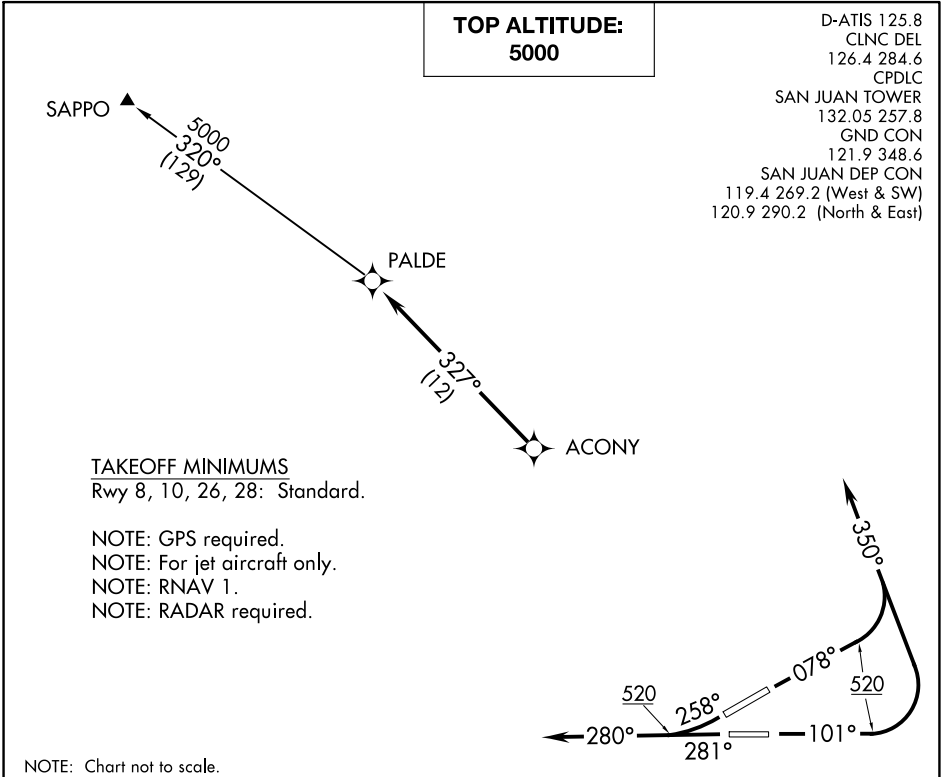 TOP ALTITUDE:
5000
D-ATIS 125.8
CLNC DEL
126.4 284.6
CPDLC
SAN JUAN TOWER
132.05 257.8
GND CON
121.9 348.6
SAN JUAN DEP CON
119.4 269.2 (West & SW)
120.9 290.2 (North & East)
SAPPO
5000
320°
(129)
PALDE
327°
(12)
ACONY
TAKEOFF MINIMUMS
Rwy 8, 10, 26, 28: Standard.
NOTE: GPS required.
NOTE: For jet aircraft only.
NOTE: RNAV 1.
NOTE: RADAR required.
350°
078°
520
258°
520
280°
281°
101°
NOTE: Chart not to scale.